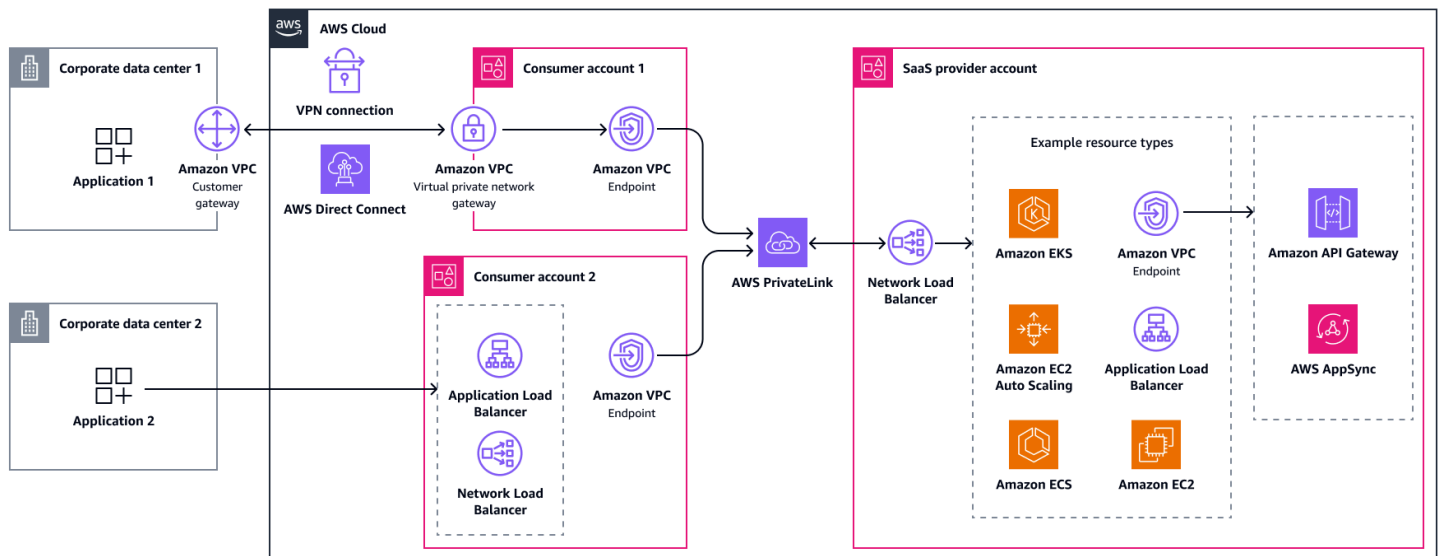 aws
AWS Cloud
Corporate data center 1
Application 1
Amazon VPC
Customer
gateway
VPN connection
AWS Direct Connect
Consumer account 1
Amazon VPC
Virtual private network
gateway
Amazon VPC
Endpoint
Corporate data center 2
Application 2
Consumer account 2
Application Load
Balancer
Network Load
Balancer
Amazon VPC
Endpoint
AWS PrivateLink
SaaS provider account
Network Load
Balancer
Example resource types
Amazon EKS
Amazon VPC
Endpoint
Amazon EC2
Auto Scaling
Application Load
Balancer
Amazon ECS
Amazon EC2
Amazon API Gateway
AWS AppSync